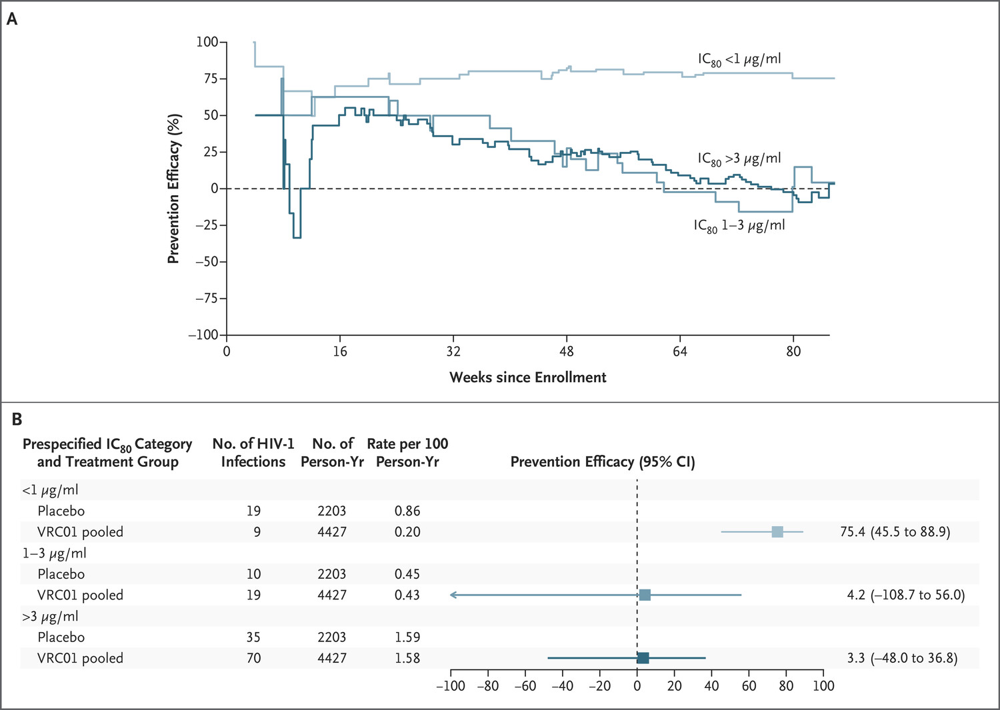 A
100
75
50
25
0
−25
−50
−75
−100
Prevention Efficacy (%)
IC80 <1 µg/ml
IC80 >3 µg/ml
IC80 1–3 µg/ml
0 16 32 48 64 80
Weeks since Enrollment
B
Prespecified IC80 Category and Treatment Group
No. of HIV-1 Infections
No. of Person-Yr
Rate per 100 Person-Yr
Prevention Efficacy (95% CI)
<1 µg/ml
Placebo 19 2203 0.86
VRC01 pooled 9 4427 0.20 75.4 (45.5 to 88.9)
1–3 µg/ml
Placebo 10 2203 0.45
VRC01 pooled 19 4427 0.43 4.2 (−108.7 to 56.0)
>3 µg/ml
Placebo 35 2203 1.59
VRC01 pooled 70 4427 1.58 3.3 (−48.0 to 36.8)
−100 −80 −60 −40 −20 0 20 40 60 80 100